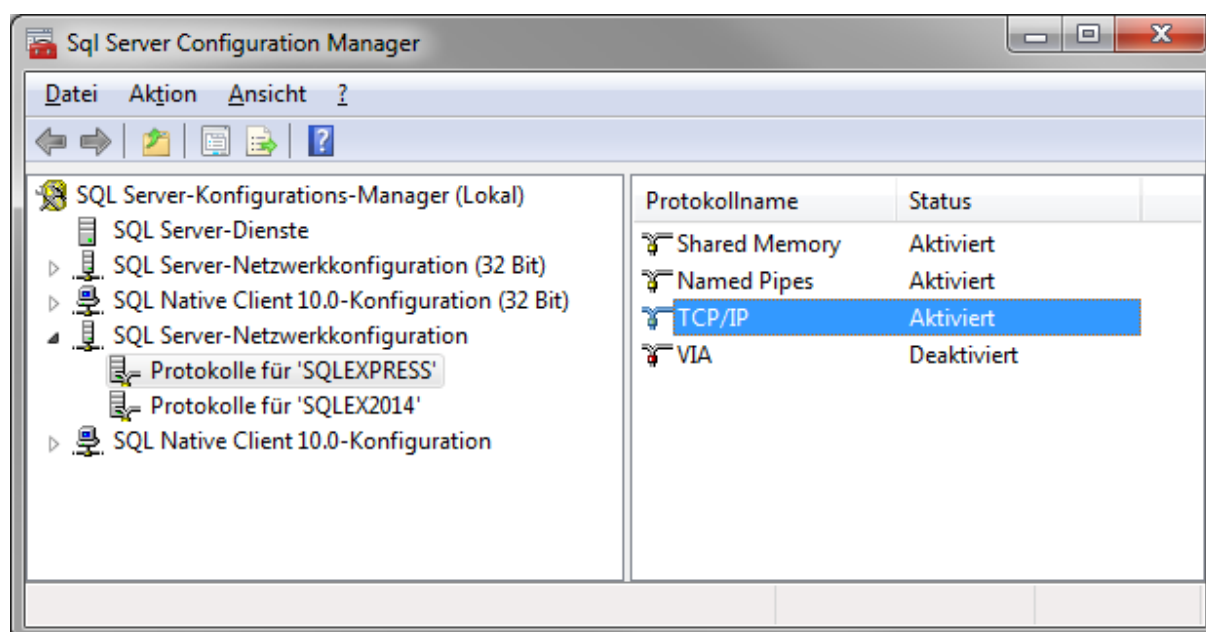 Sql Server Configuration Manager
Datei Aktion Ansicht ?
SQL Server-Konfigurations-Manager (Lokal)
SQL Server-Dienste
SQL Server-Netzwerkkonfiguration (32 Bit)
SQL Native Client 10.0-Konfiguration (32 Bit)
SQL Server-Netzwerkkonfiguration
Protokolle für 'SQLEXPRESS'
Protokolle für 'SQLEX2014'
SQL Native Client 10.0-Konfiguration
Protokollname Status
Shared Memory Aktiviert
Named Pipes Aktiviert
TCP/IP Aktiviert
VIA Deaktiviert